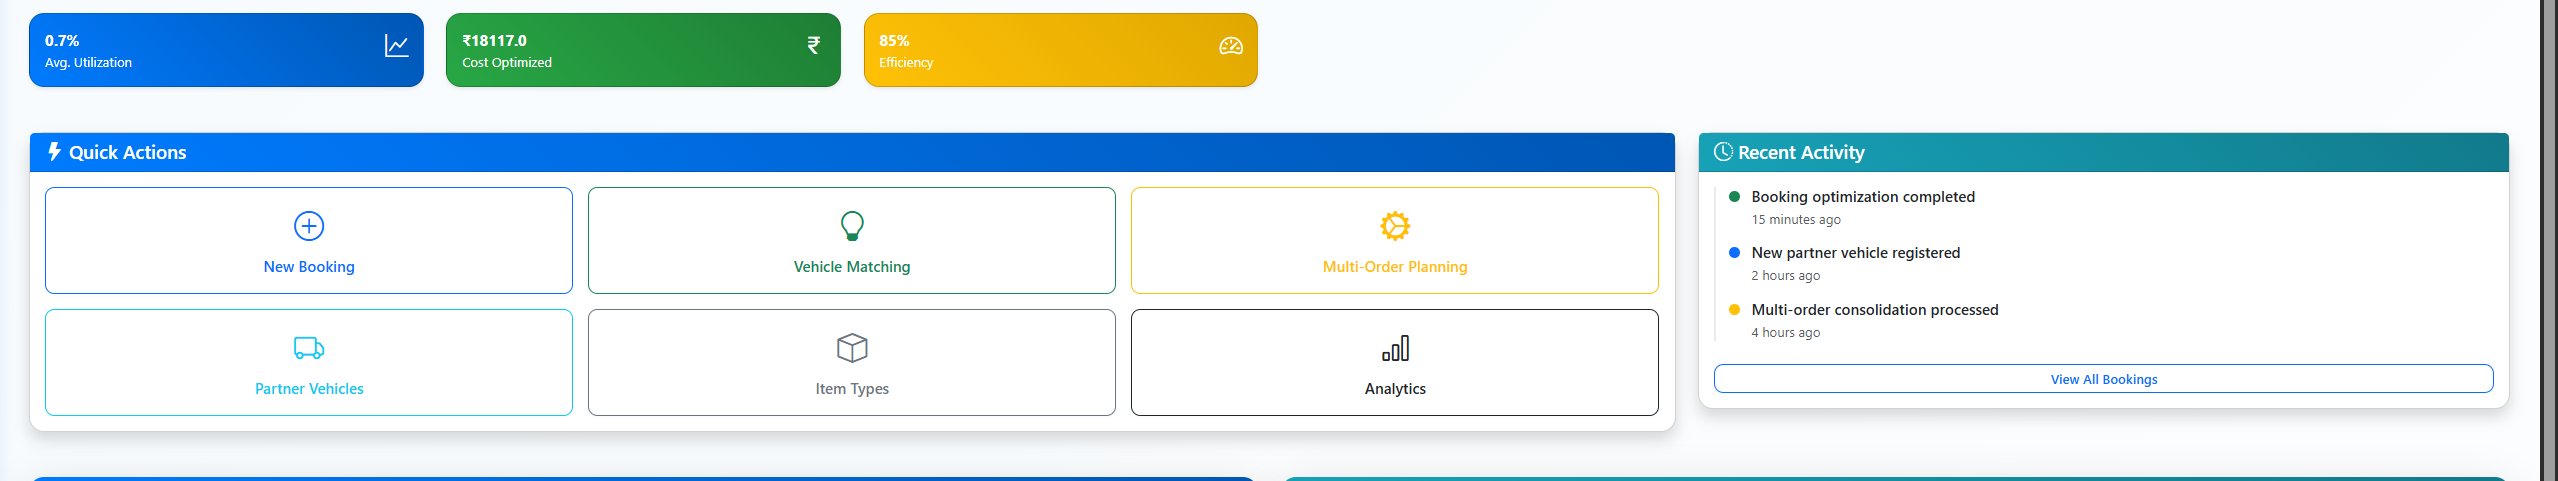 0.7%
Avg. Utilization
₹18117.0
Cost Optimized
₹
85%
Efficiency
Quick Actions
New Booking
Vehicle Matching
Multi-Order Planning
Partner Vehicles
Item Types
Analytics
Recent Activity
Booking optimization completed
15 minutes ago
New partner vehicle registered
2 hours ago
Multi-order consolidation processed
4 hours ago
View All Bookings